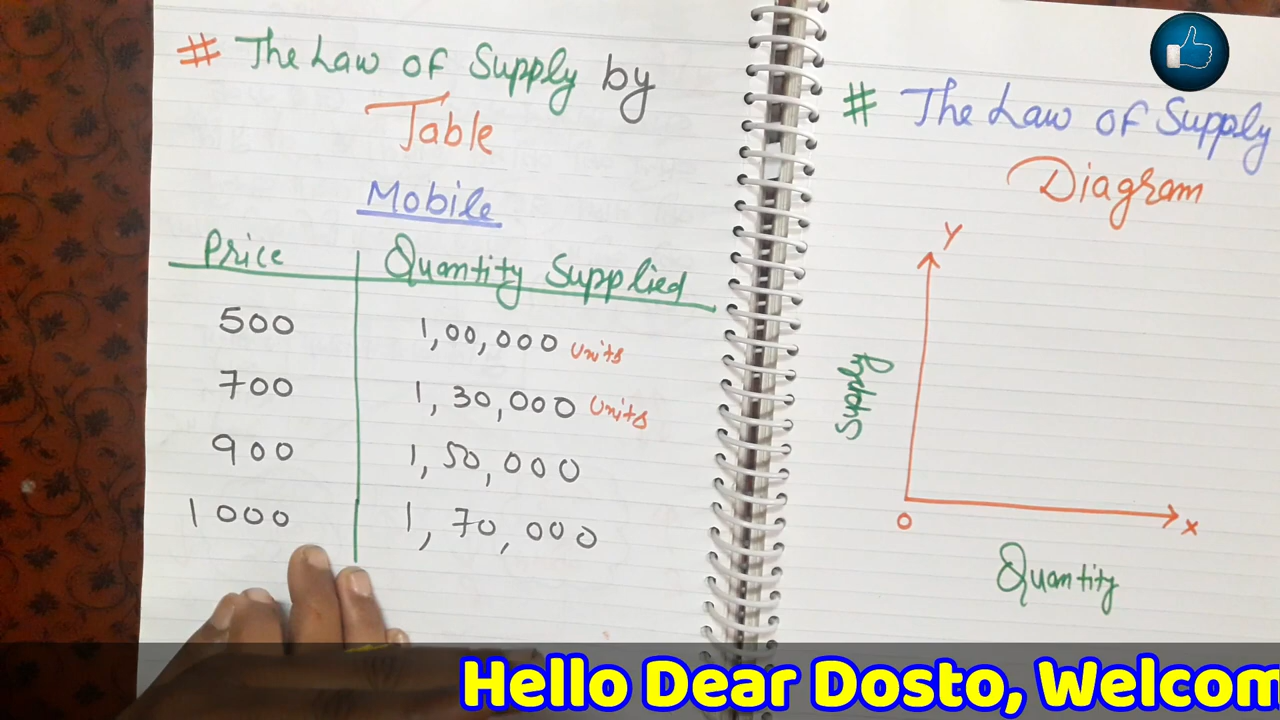 # The Law of Supply by
Table
Mobile
Price Quantity Supplied
500 1,00,000 Units
700 1,30,000 Units
900 1,50,000
1000 1,70,000
# The Law of Supply
Diagram
Y
Supply
O
X
Quantity
Hello Dear Dosto, Welcom